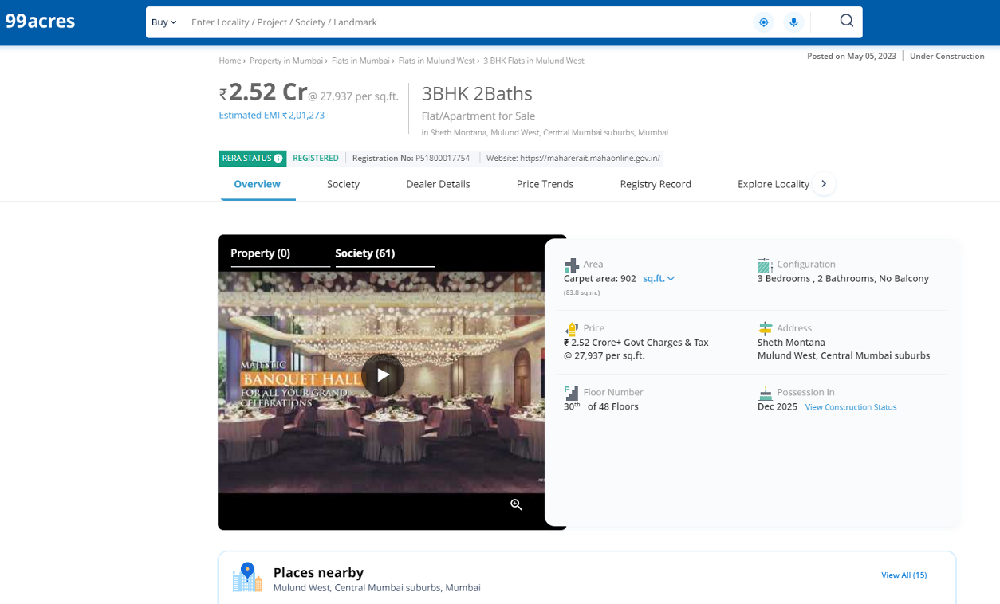 99acres
Buy
Enter Locality / Project / Society / Landmark
Home › Property in Mumbai › Flats in Mumbai › Flats in Mulund West › 3 BHK Flats in Mulund West
Posted on May 05, 2023 | Under Construction
₹ 2.52 Cr @ 27,937 per sq.ft.
Estimated EMI ₹ 2,01,273
3BHK 2Baths
Flat/Apartment for Sale
in Sheth Montana, Mulund West, Central Mumbai suburbs, Mumbai
RERA STATUS i REGISTERED | Registration No: P51800017754 | Website: https://maharerait.mahaonline.gov.in/
Overview
Society
Dealer Details
Price Trends
Registry Record
Explore Locality
Property (0)
Society (61)
MAJESTIC
BANQUET HALL
FOR ALL YOUR GRAND
CELEBRATIONS
Area
Carpet area: 902 sq.ft.
(83.8 sq.m.)
Configuration
3 Bedrooms , 2 Bathrooms, No Balcony
Price
₹ 2.52 Crore+ Govt Charges & Tax
@ 27,937 per sq.ft.
Address
Sheth Montana
Mulund West, Central Mumbai suburbs
Floor Number
30th of 48 Floors
Possession in
Dec 2025 View Construction Status
Places nearby
Mulund West, Central Mumbai suburbs, Mumbai
View All (15)